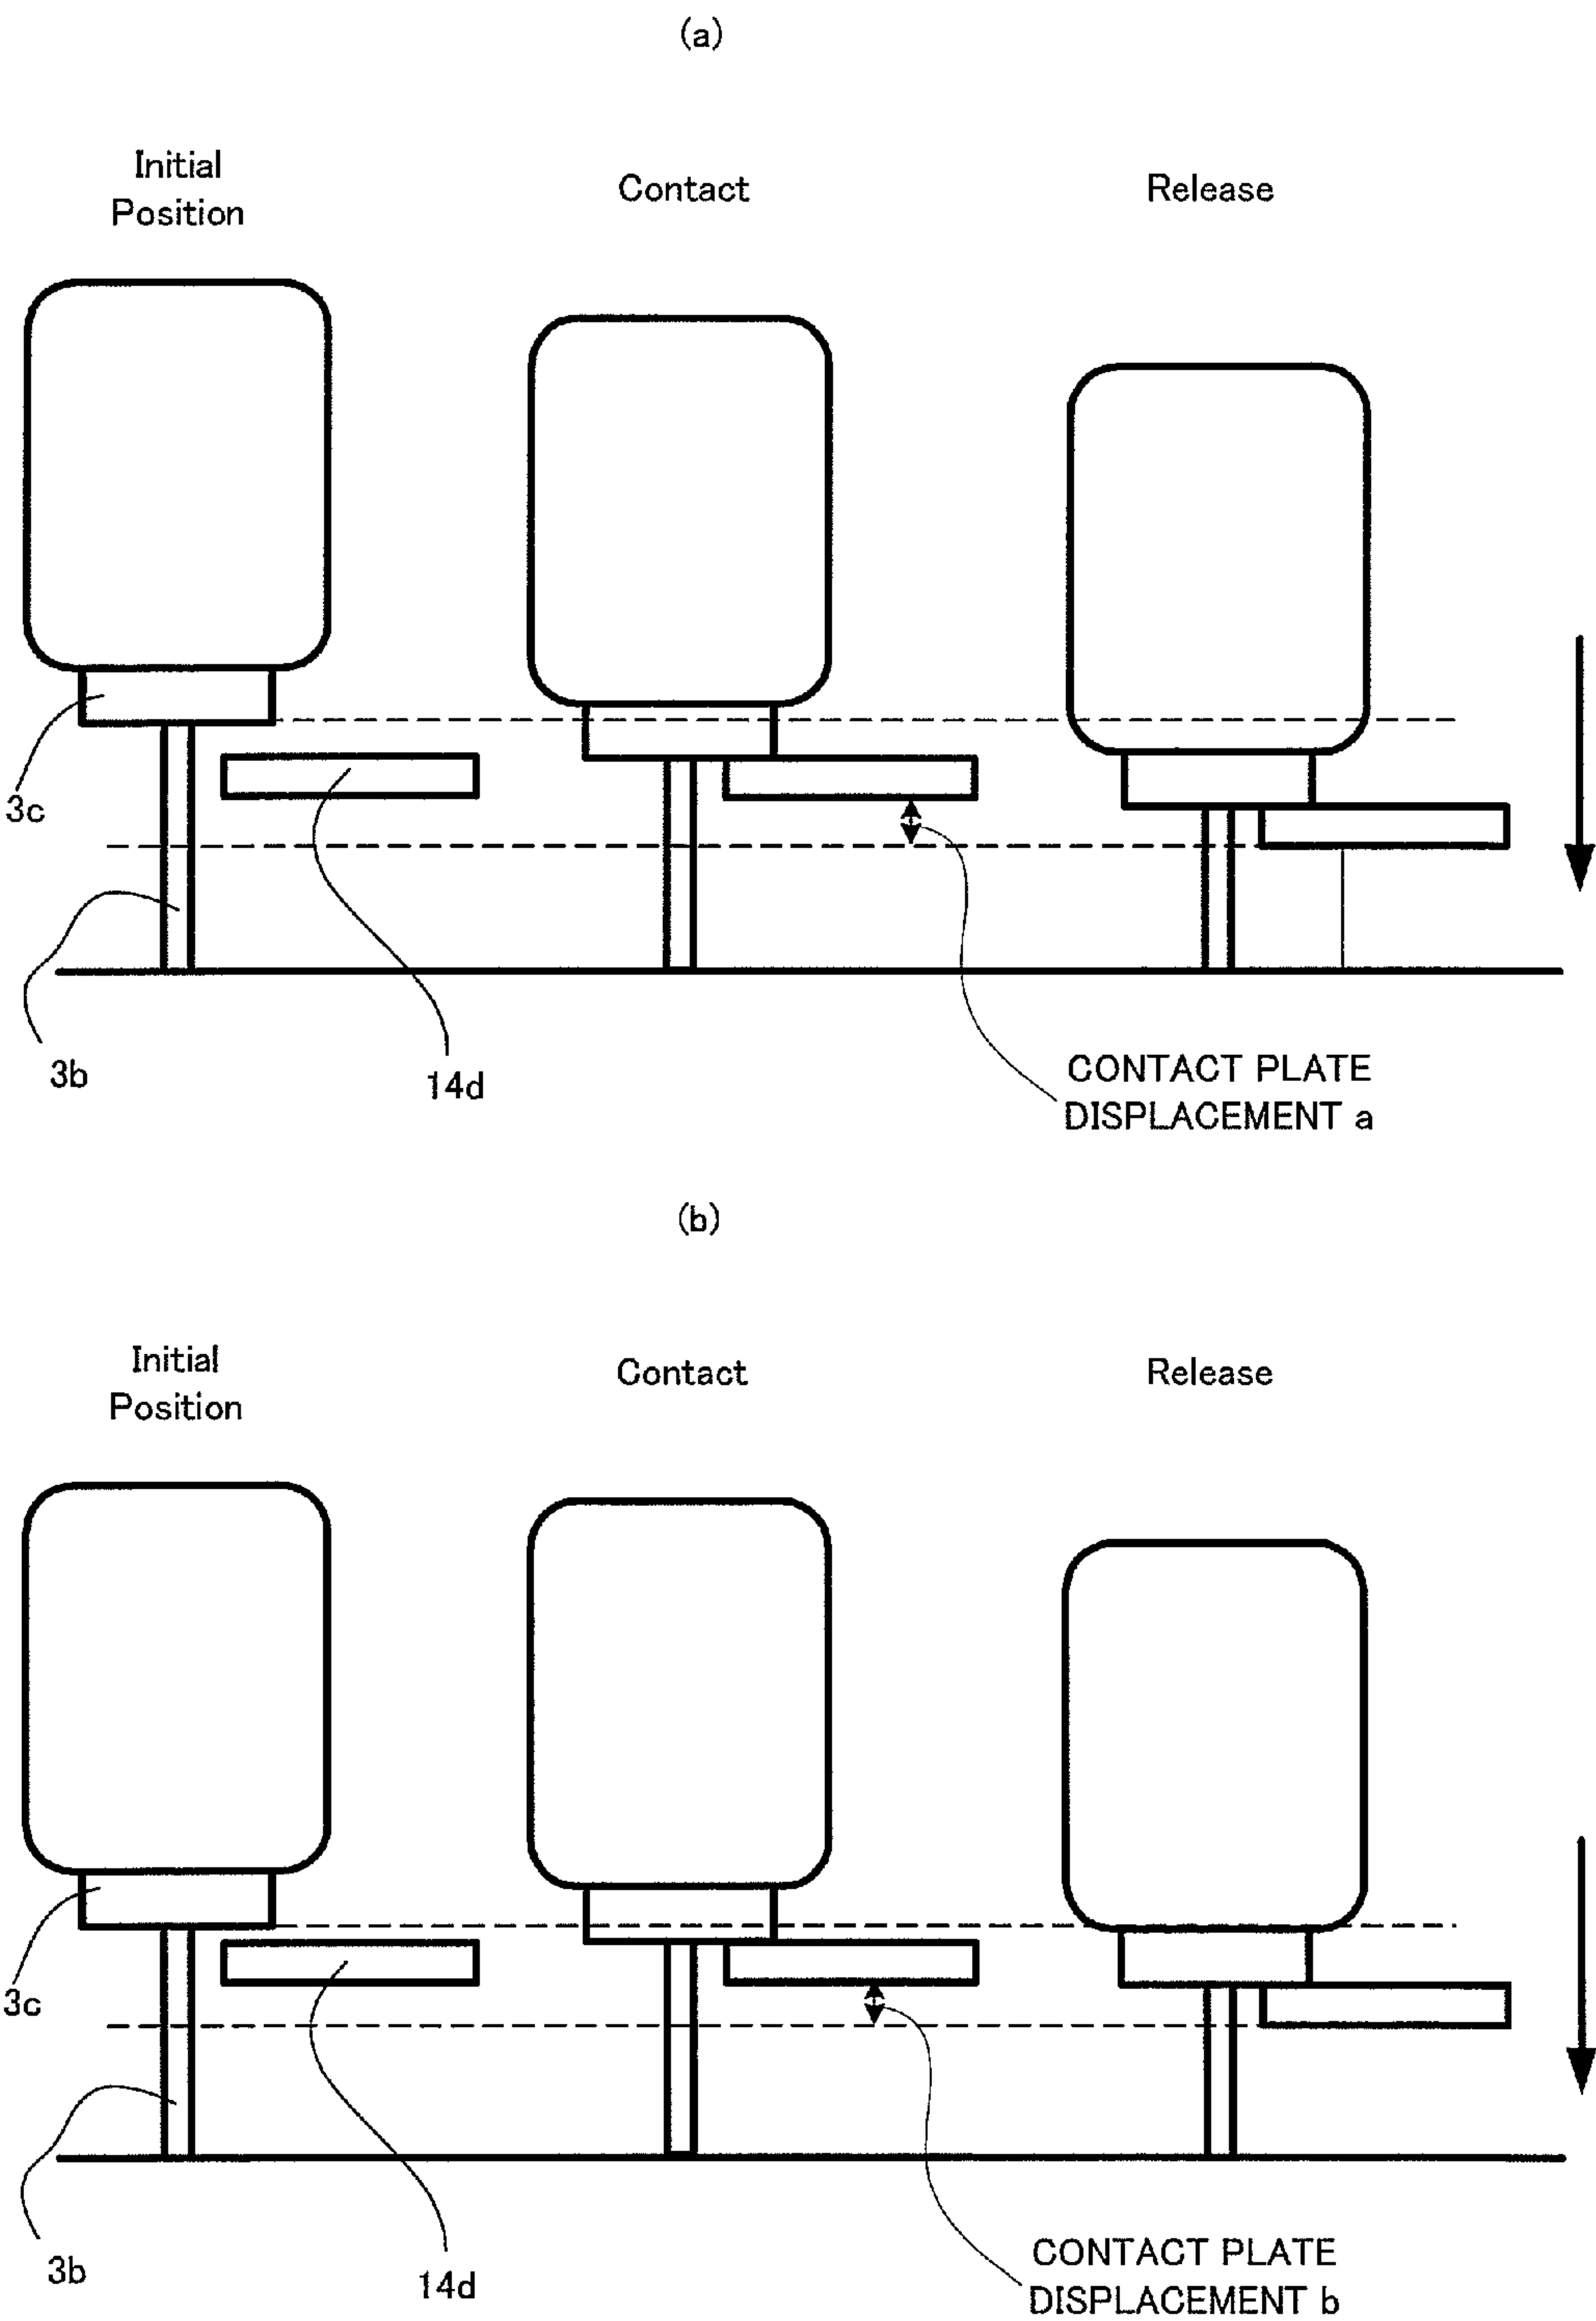 (a)
Initial
Position
Contact
Release
3c
3b
14d
CONTACT PLATE
DISPLACEMENT a
(b)
Initial
Position
Contact
Release
3c
3b
14d
CONTACT PLATE
DISPLACEMENT b